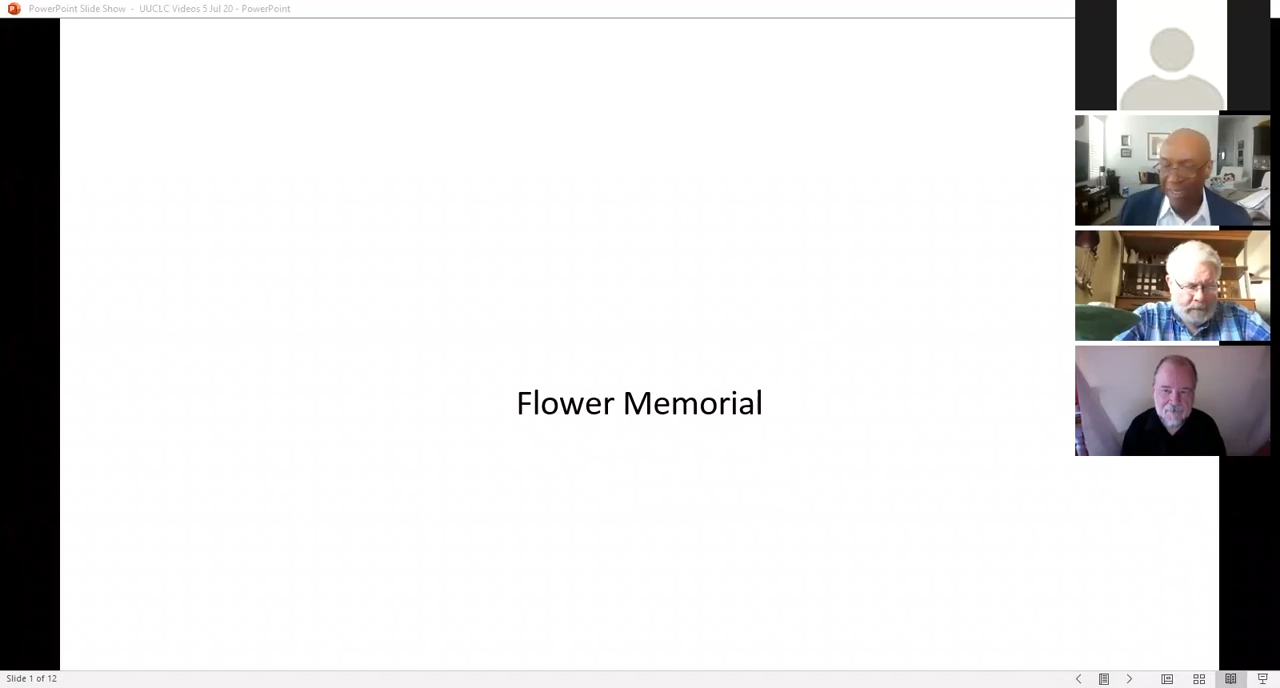 PowerPoint Slide Show - UUCLC Videos 5 Jul 20 - PowerPoint
Flower Memorial
Slide 1 of 12